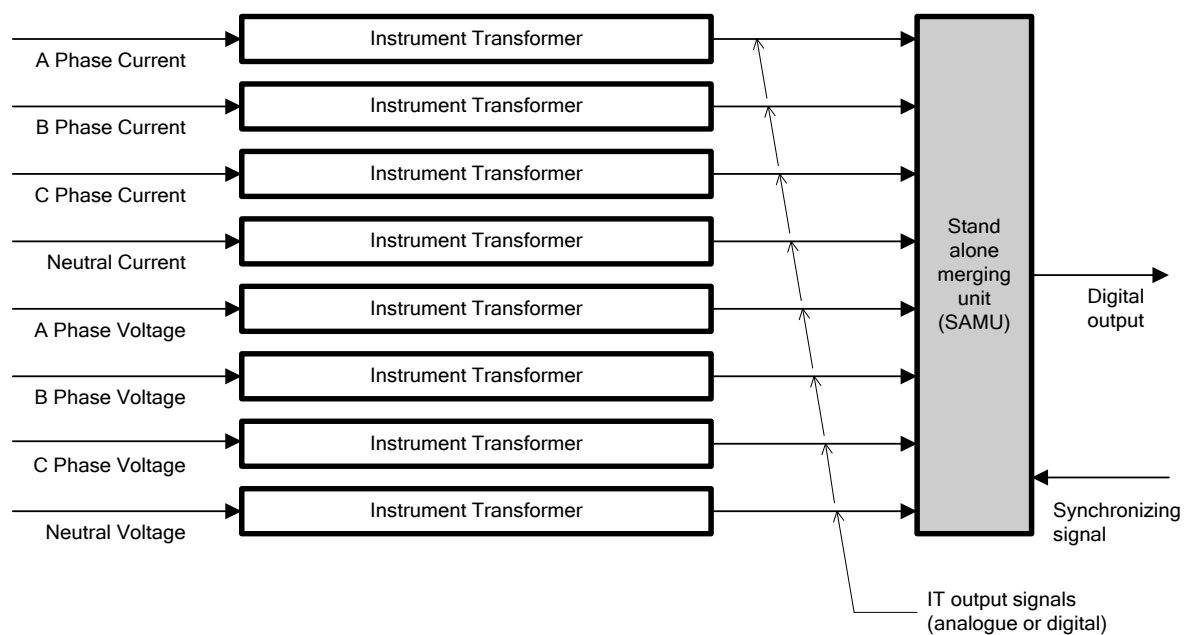 Instrument Transformer
A Phase Current
Instrument Transformer
B Phase Current
Instrument Transformer
C Phase Current
Instrument Transformer
Neutral Current
Instrument Transformer
A Phase Voltage
Instrument Transformer
B Phase Voltage
Instrument Transformer
C Phase Voltage
Instrument Transformer
Neutral Voltage
Stand
alone
merging
unit
(SAMU)
Digital
output
Synchronizing
signal
IT output signals
(analogue or digital)